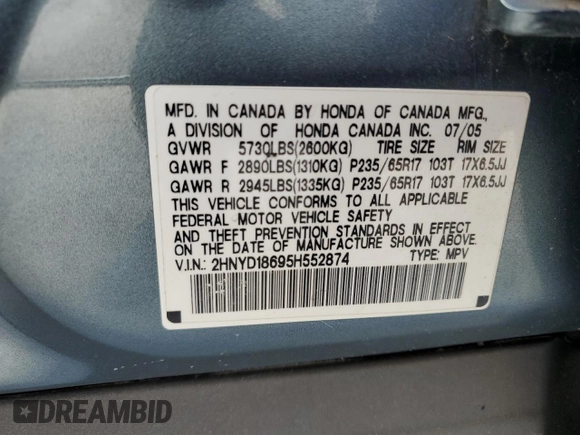 MFD. IN CANADA BY HONDA OF CANADA MFG.,
A DIVISION OF HONDA CANADA INC. 07/05
GVWR 5730LBS(2600KG) TIRE SIZE RIM SIZE
GAWR F 2890LBS(1310KG) P235/65R17 103T 17X6.5JJ
GAWR R 2945LBS(1335KG) P235/65R17 103T 17X6.5JJ
THIS VEHICLE CONFORMS TO ALL APPLICABLE
FEDERAL MOTOR VEHICLE SAFETY
AND THEFT PREVENTION STANDARDS IN EFFECT
ON THE DATE OF MANUFACTURE SHOWN ABOVE.
V.I.N.: 2HNYD18695H552874 TYPE: MPV
DREAMBID